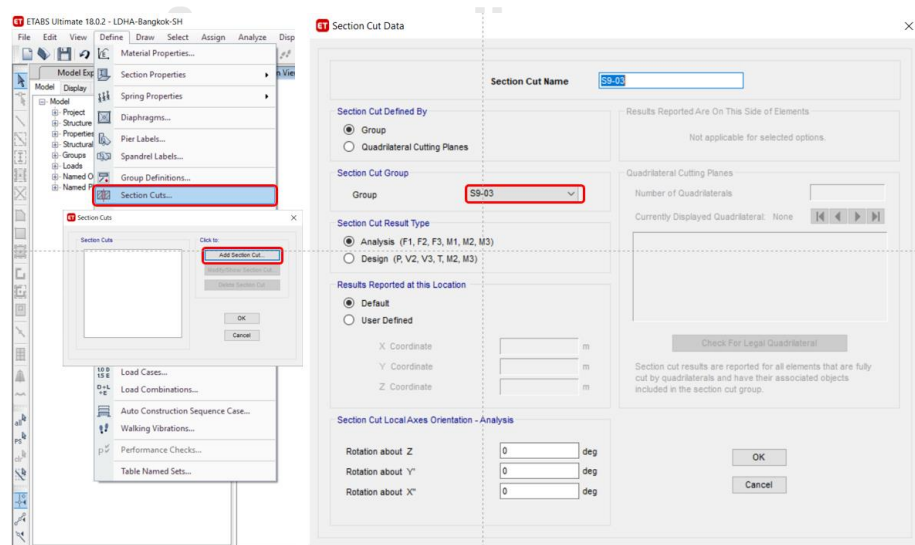 ETABS Ultimate 18.0.2 - LDHA-Bangkok-SH
File Edit View Define Draw Select Assign Analyze Disp
Model Exp
Model Display
Model
Project
Structure
Properties
Structural
Groups
Loads
Named O
Named P
Material Properties...
Section Properties
Spring Properties
Diaphragms...
Pier Labels...
Spandrel Labels...
Group Definitions...
Section Cuts...
Section Cuts
Section Cuts
Click to:
Add Section Cut...
Modify/Show Section Cut...
Delete Section Cut
OK
Cancel
Load Cases...
Load Combinations...
Auto Construction Sequence Case...
Walking Vibrations...
Performance Checks...
Table Named Sets...
Section Cut Data
Section Cut Name S9-03
Section Cut Defined By
Group
Quadrilateral Cutting Planes
Section Cut Group
Group S9-03
Section Cut Result Type
Analysis (F1, F2, F3, M1, M2, M3)
Design (P, V2, V3, T, M2, M3)
Results Reported at this Location
Default
User Defined
X Coordinate m
Y Coordinate m
Z Coordinate m
Section Cut Local Axes Orientation - Analysis
Rotation about Z 0 deg
Rotation about Y' 0 deg
Rotation about X" 0 deg
Results Reported Are On This Side of Elements
Not applicable for selected options.
Quadrilateral Cutting Planes
Number of Quadrilaterals
Currently Displayed Quadrilateral: None
Check For Legal Quadrilateral
Section cut results are reported for all elements that are fully
cut by quadrilaterals and have their associated objects
included in the section cut group.
OK
Cancel